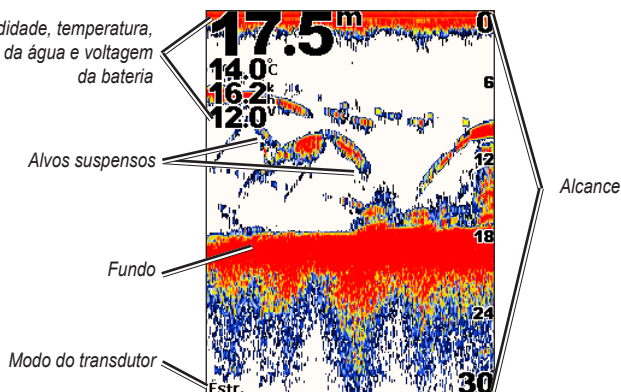 didade, temperatura,
da água e voltagem
da bateria
Alvos suspensos
Fundo
Modo do transdutor
17.5m
14.0°C
16.2k
12.0V
Estr.
0
6
12
18
24
30
Alcance